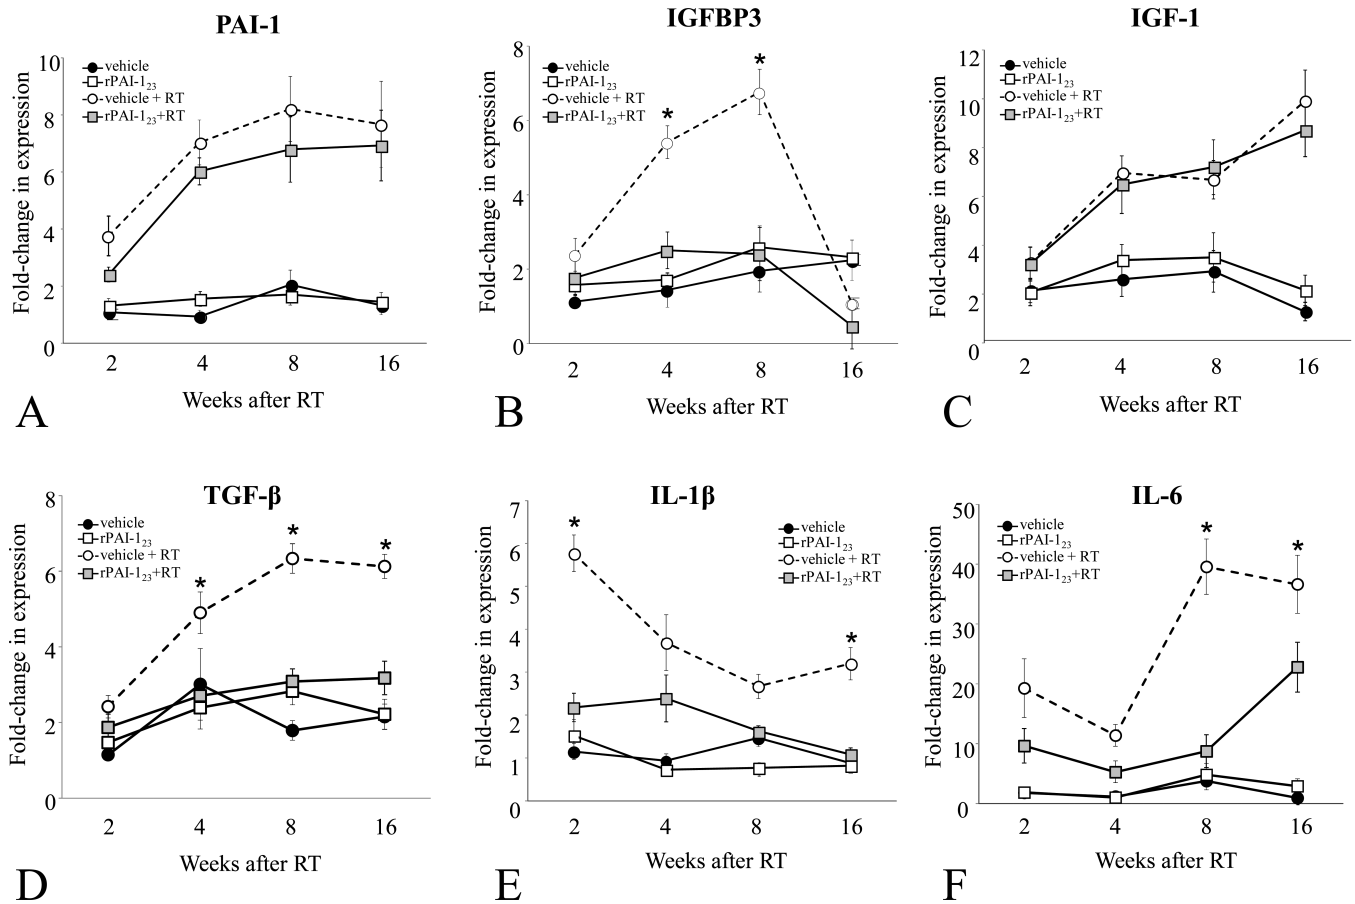 PAI-1
Fold-change in expression
10
8
6
4
2
0
vehicle
rPAI-1₂₃
vehicle + RT
rPAI-1₂₃+RT
2 4 8 16
Weeks after RT
A
IGFBP3
Fold-change in expression
8
6
4
2
0
vehicle
rPAI-1₂₃
vehicle + RT
rPAI-1₂₃+RT
* *
2 4 8 16
Weeks after RT
B
IGF-1
Fold-change in expression
12
10
8
6
4
2
0
vehicle
rPAI-1₂₃
vehicle + RT
rPAI-1₂₃+RT
2 4 8 16
Weeks after RT
C
TGF-β
Fold-change in expression
8
6
4
2
0
vehicle
rPAI-1₂₃
vehicle + RT
rPAI-1₂₃+RT
* * *
2 4 8 16
Weeks after RT
D
IL-1β
Fold-change in expression
7
6
5
4
3
2
1
0
vehicle
rPAI-1₂₃
vehicle + RT
rPAI-1₂₃+RT
* *
2 4 8 16
Weeks after RT
E
IL-6
Fold-change in expression
50
40
30
20
10
0
vehicle
rPAI-1₂₃
vehicle + RT
rPAI-1₂₃+RT
* *
2 4 8 16
Weeks after RT
F